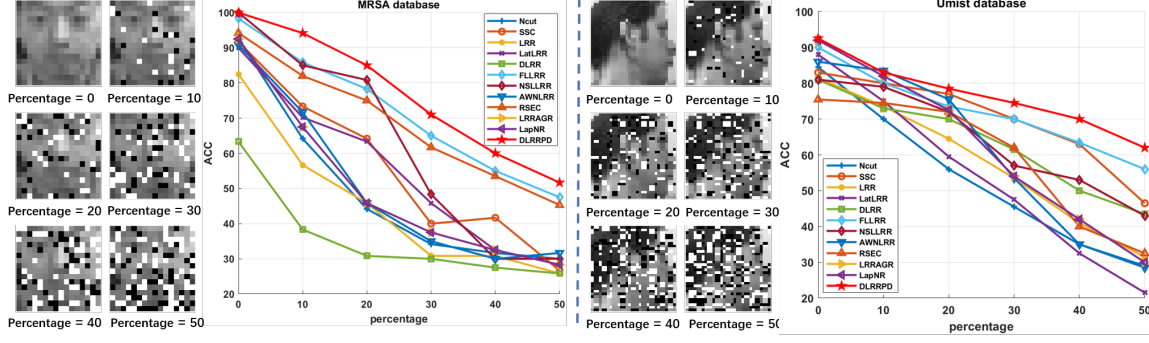 Percentage = 0
Percentage = 10
Percentage = 20
Percentage = 30
Percentage = 40
Percentage = 50
MRSA database
ACC
100
90
80
70
60
50
40
30
20
0
10
20
30
40
50
percentage
Ncut
SSC
LRR
LatLRR
DLRR
FLLRR
NSLLRR
AWNLRR
RSEC
LRRAGR
LapNR
DLRRPD
Percentage = 0
Percentage = 10
Percentage = 20
Percentage = 30
Percentage = 40
Percentage = 50
Umist database
ACC
100
90
80
70
60
50
40
30
20
0
10
20
30
40
50
percentage
Ncut
SSC
LRR
LatLRR
DLRR
FLLRR
NSLLRR
AWNLRR
RSEC
LRRAGR
LapNR
DLRRPD